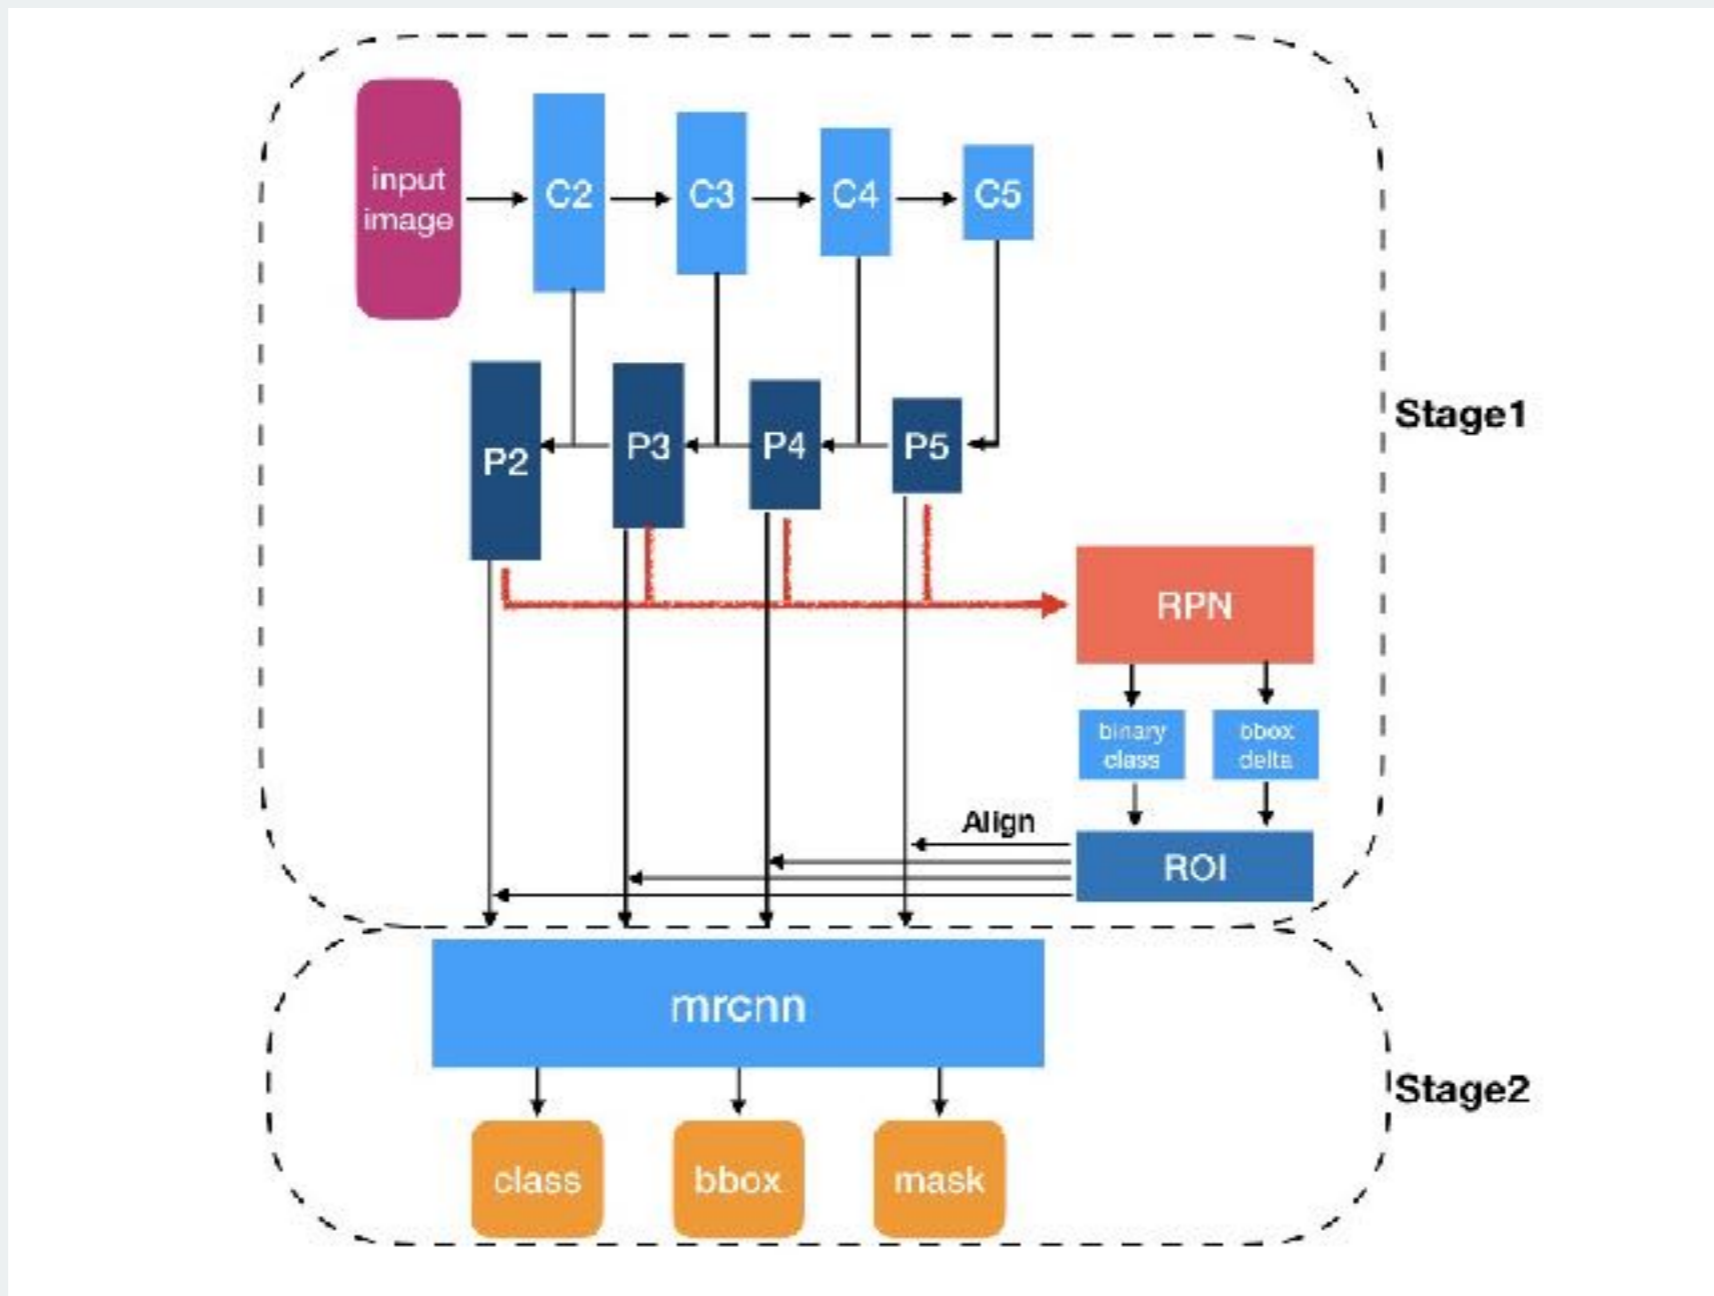 input
image
C2
C3
C4
C5
P2
P3
P4
P5
Stage1
RPN
binary
class
bbox
delta
Align
ROI
mrcnn
Stage2
class
bbox
mask